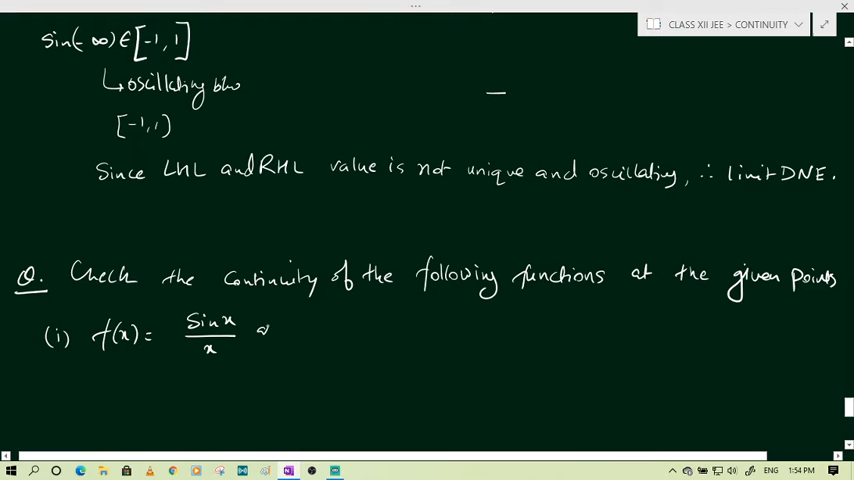 CLASS XII JEE > CONTINUITY
sin(-∞) ∈ [-1, 1]
↳ oscillating b/w
[-1, 1)
Since LHL and RHL value is not unique and oscillating, ∴ limit DNE.
Q. Check the continuity of the following functions at the given points
(i) f(x) = sinx/x a
ENG 1:54 PM